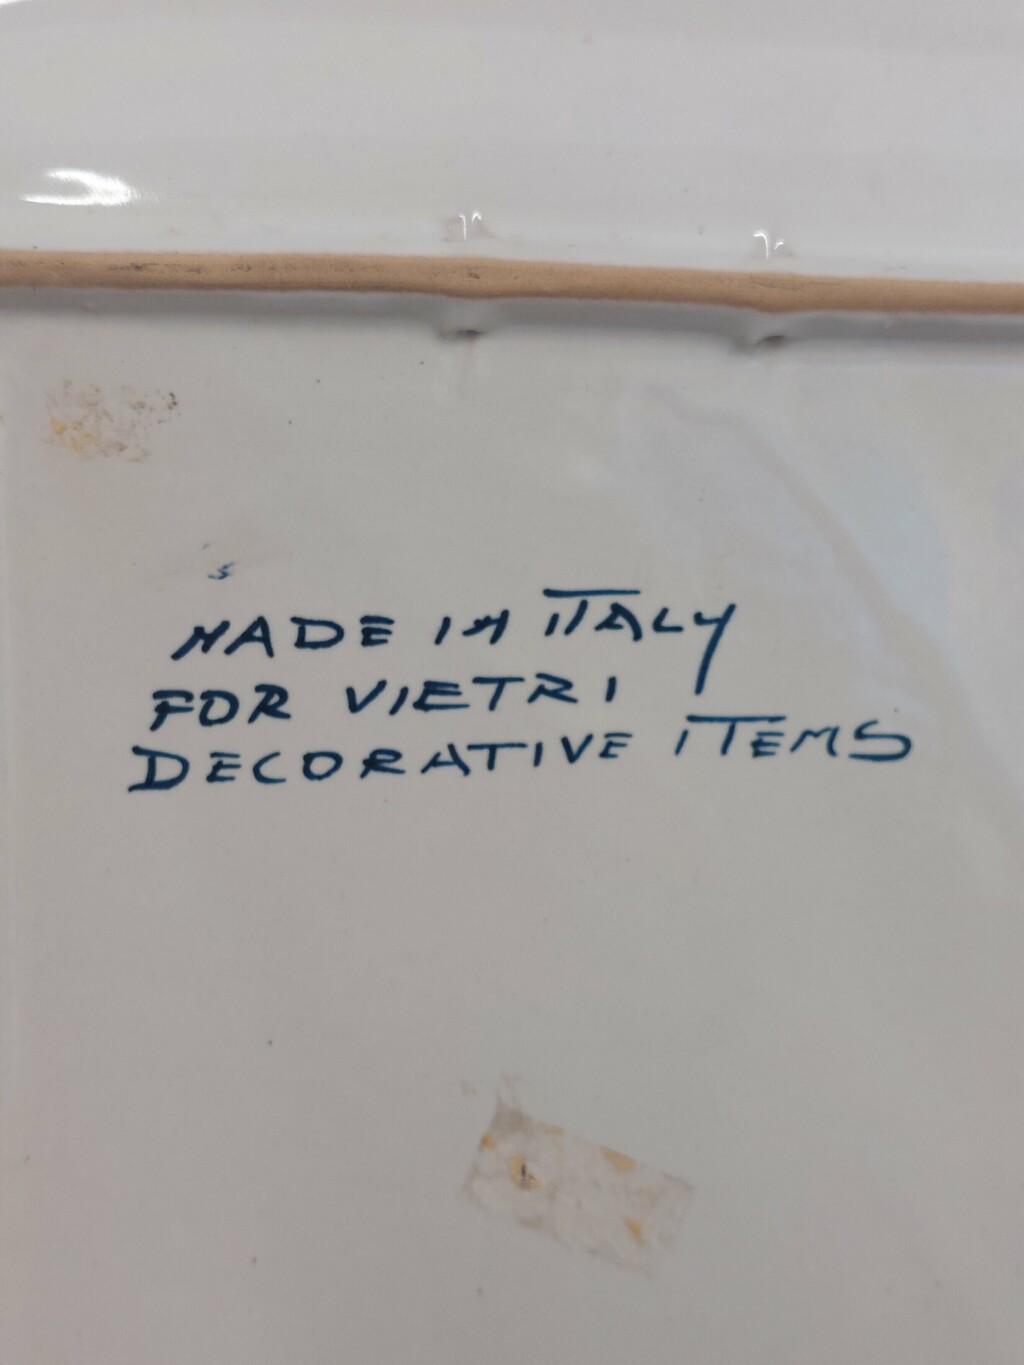 MADE IN ITALY
FOR VIETRI
DECORATIVE ITEMS